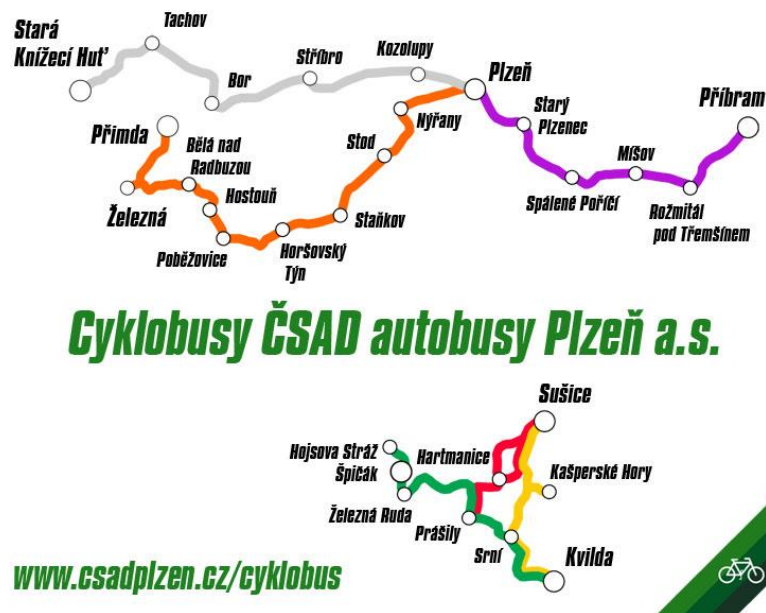 Stará
Knížecí Huť
Tachov
Bor
Stříbro
Kozolupy
Plzeň
Příbram
Starý
Plzenec
Míšov
Spálené Poříčí
Rožmitál
pod Třemšínem
Přimda
Bělá nad
Radbuzou
Železná
Hostouň
Poběžovice
Horšovský
Týn
Staňkov
Stod
Nýřany
Cyklobusy ČSAD autobusy Plzeň a.s.
Sušice
Hojsova Stráž
Špičák
Hartmanice
Kašperské Hory
Železná Ruda
Prášily
Srní
Kvilda
www.csadplzen.cz/cyklobus